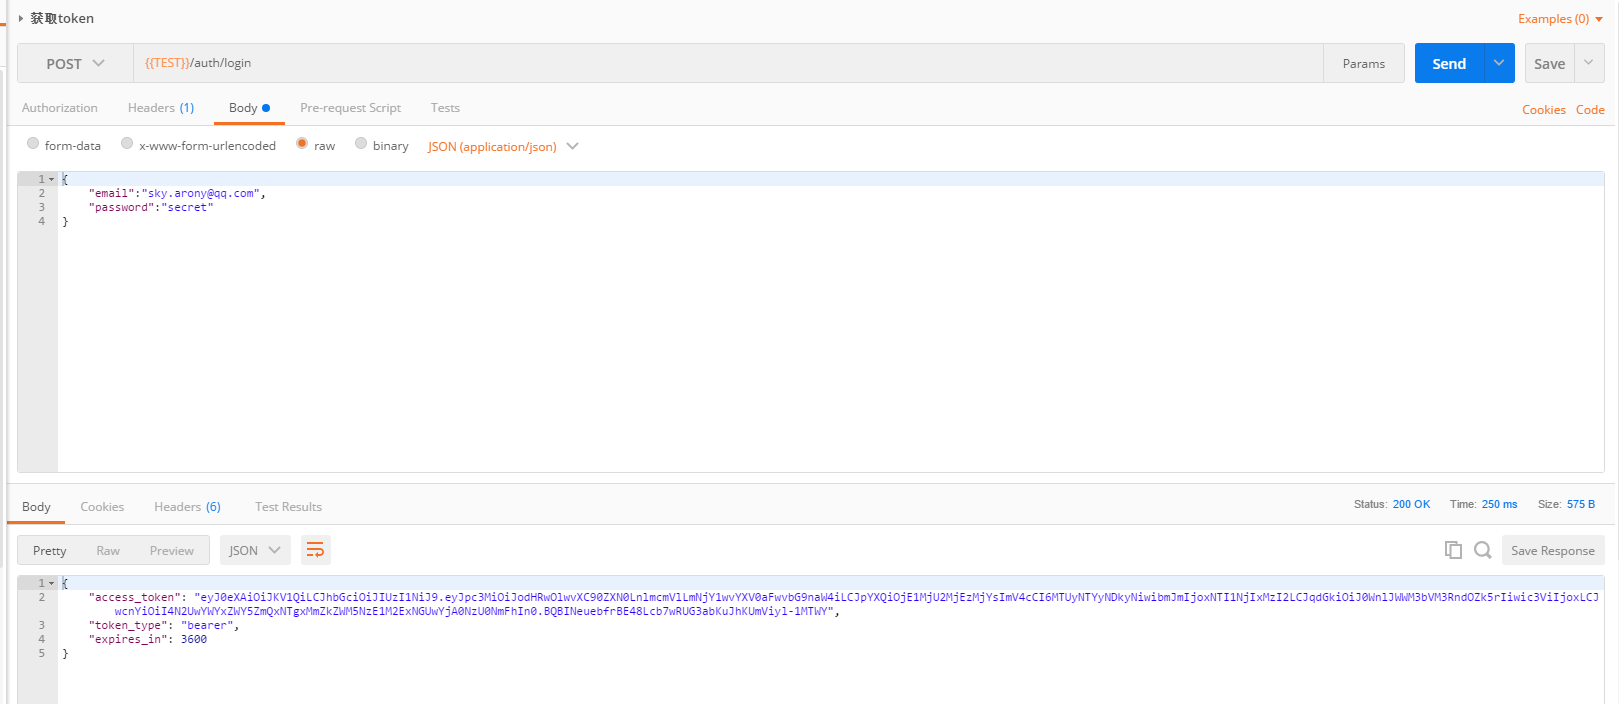 获取token
Examples (0)
POST
{{TEST}}/auth/login
Params
Send
Save
Authorization
Headers (1)
Body
Pre-request Script
Tests
Cookies
Code
form-data
x-www-form-urlencoded
raw
binary
JSON (application/json)
1 {
2 "email":"sky.arony@qq.com",
3 "password":"secret"
4 }
Body
Cookies
Headers (6)
Test Results
Status: 200 OK
Time: 250 ms
Size: 575 B
Pretty
Raw
Preview
JSON
Save Response
1 {
2 "access_token": "eyJ0eXAiOiJKV1QiLCJhbGciOiJIUzI1NiJ9.eyJpc3MiOiJodHRwOlwvXC90ZXN0Ln1mcmV1LmNjY1wvYXV0aFwvbG9naW4iLCJpYXQiOjE1MjU2MjEzMjYsImV4cCI6MTUyNTYyNDkyNiwibmJmIjoxNTI1NjIxMzI2LCJqdGkiOiJ0Wn1JWWM3bVM3RndOZk5rIiwic3ViIjoxLCJ
wcnYiOiI4N2UwYWYxZWY5ZmQxNTgxMmZkZWM5NzE1M2ExNGUwYjA0NzU0NmFhIn0.BQBINeuebfrBE48Lcb7wRUG3abKuJhKUmViy1-1MTWY",
3 "token_type": "bearer",
4 "expires_in": 3600
5 }